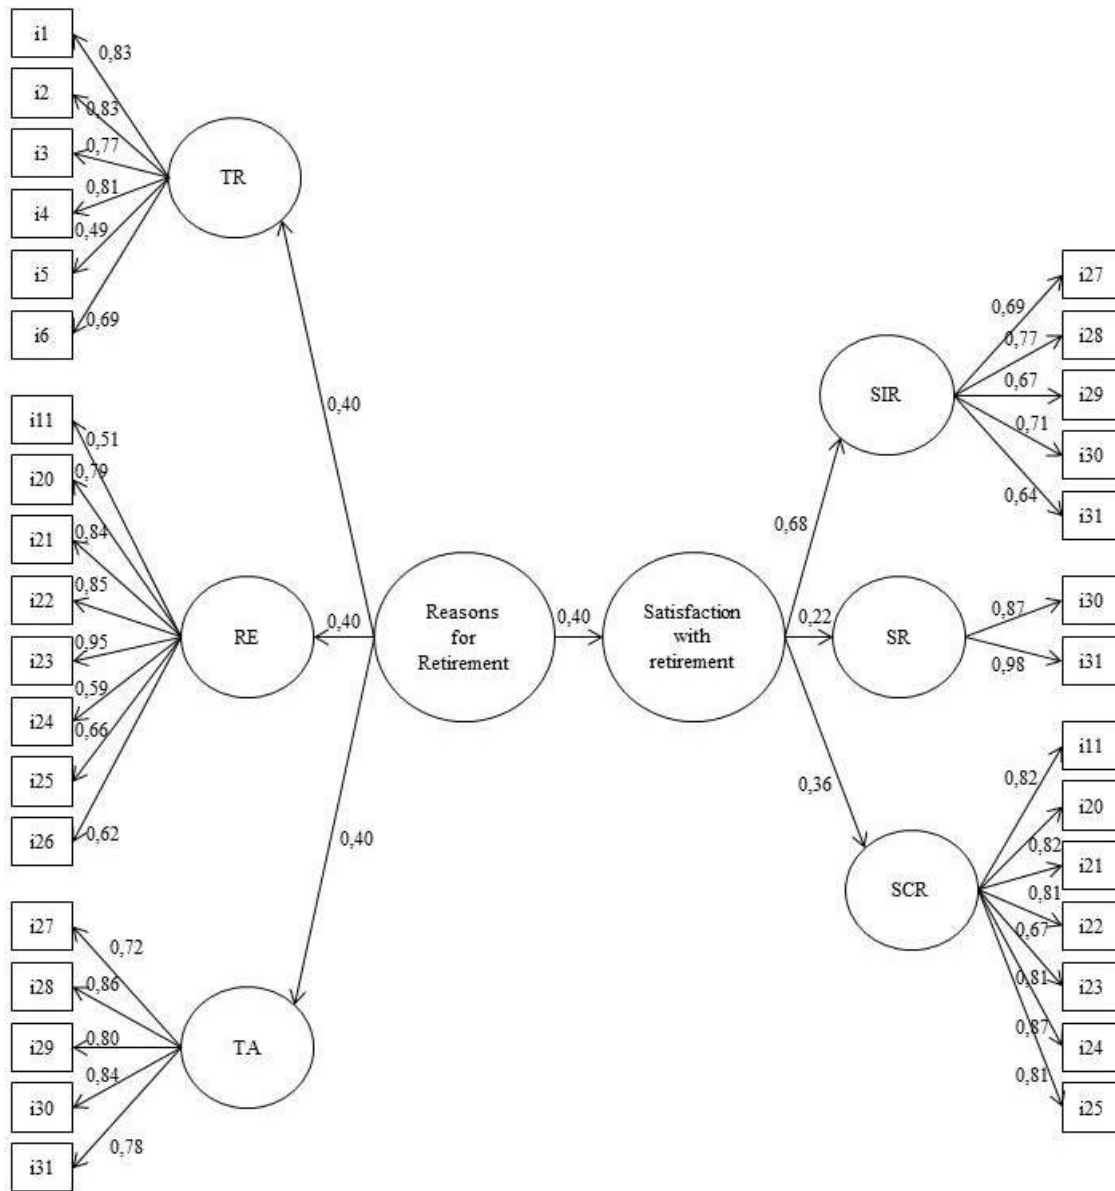 i1
0,83
i2
0,83
i3
0,77
TR
i4
0,81
i5
0,49
i6
0,69
0,40
i11
0,51
i20
0,79
i21
0,84
i22
0,85
RE
i23
0,95
i24
0,59
i25
0,66
i26
0,62
0,40
i27
0,72
i28
0,86
i29
0,80
TA
i30
0,84
i31
0,78
0,40
Reasons
for
Retirement
0,40
Satisfaction
with
retirement
0,68
SIR
0,69
i27
0,77
i28
0,67
i29
0,71
i30
0,64
i31
0,22
SR
0,87
i30
0,98
i31
0,36
SCR
0,82
i11
i20
0,82
i21
0,81
i22
0,67
i23
0,81
i24
0,87
0,81
i25